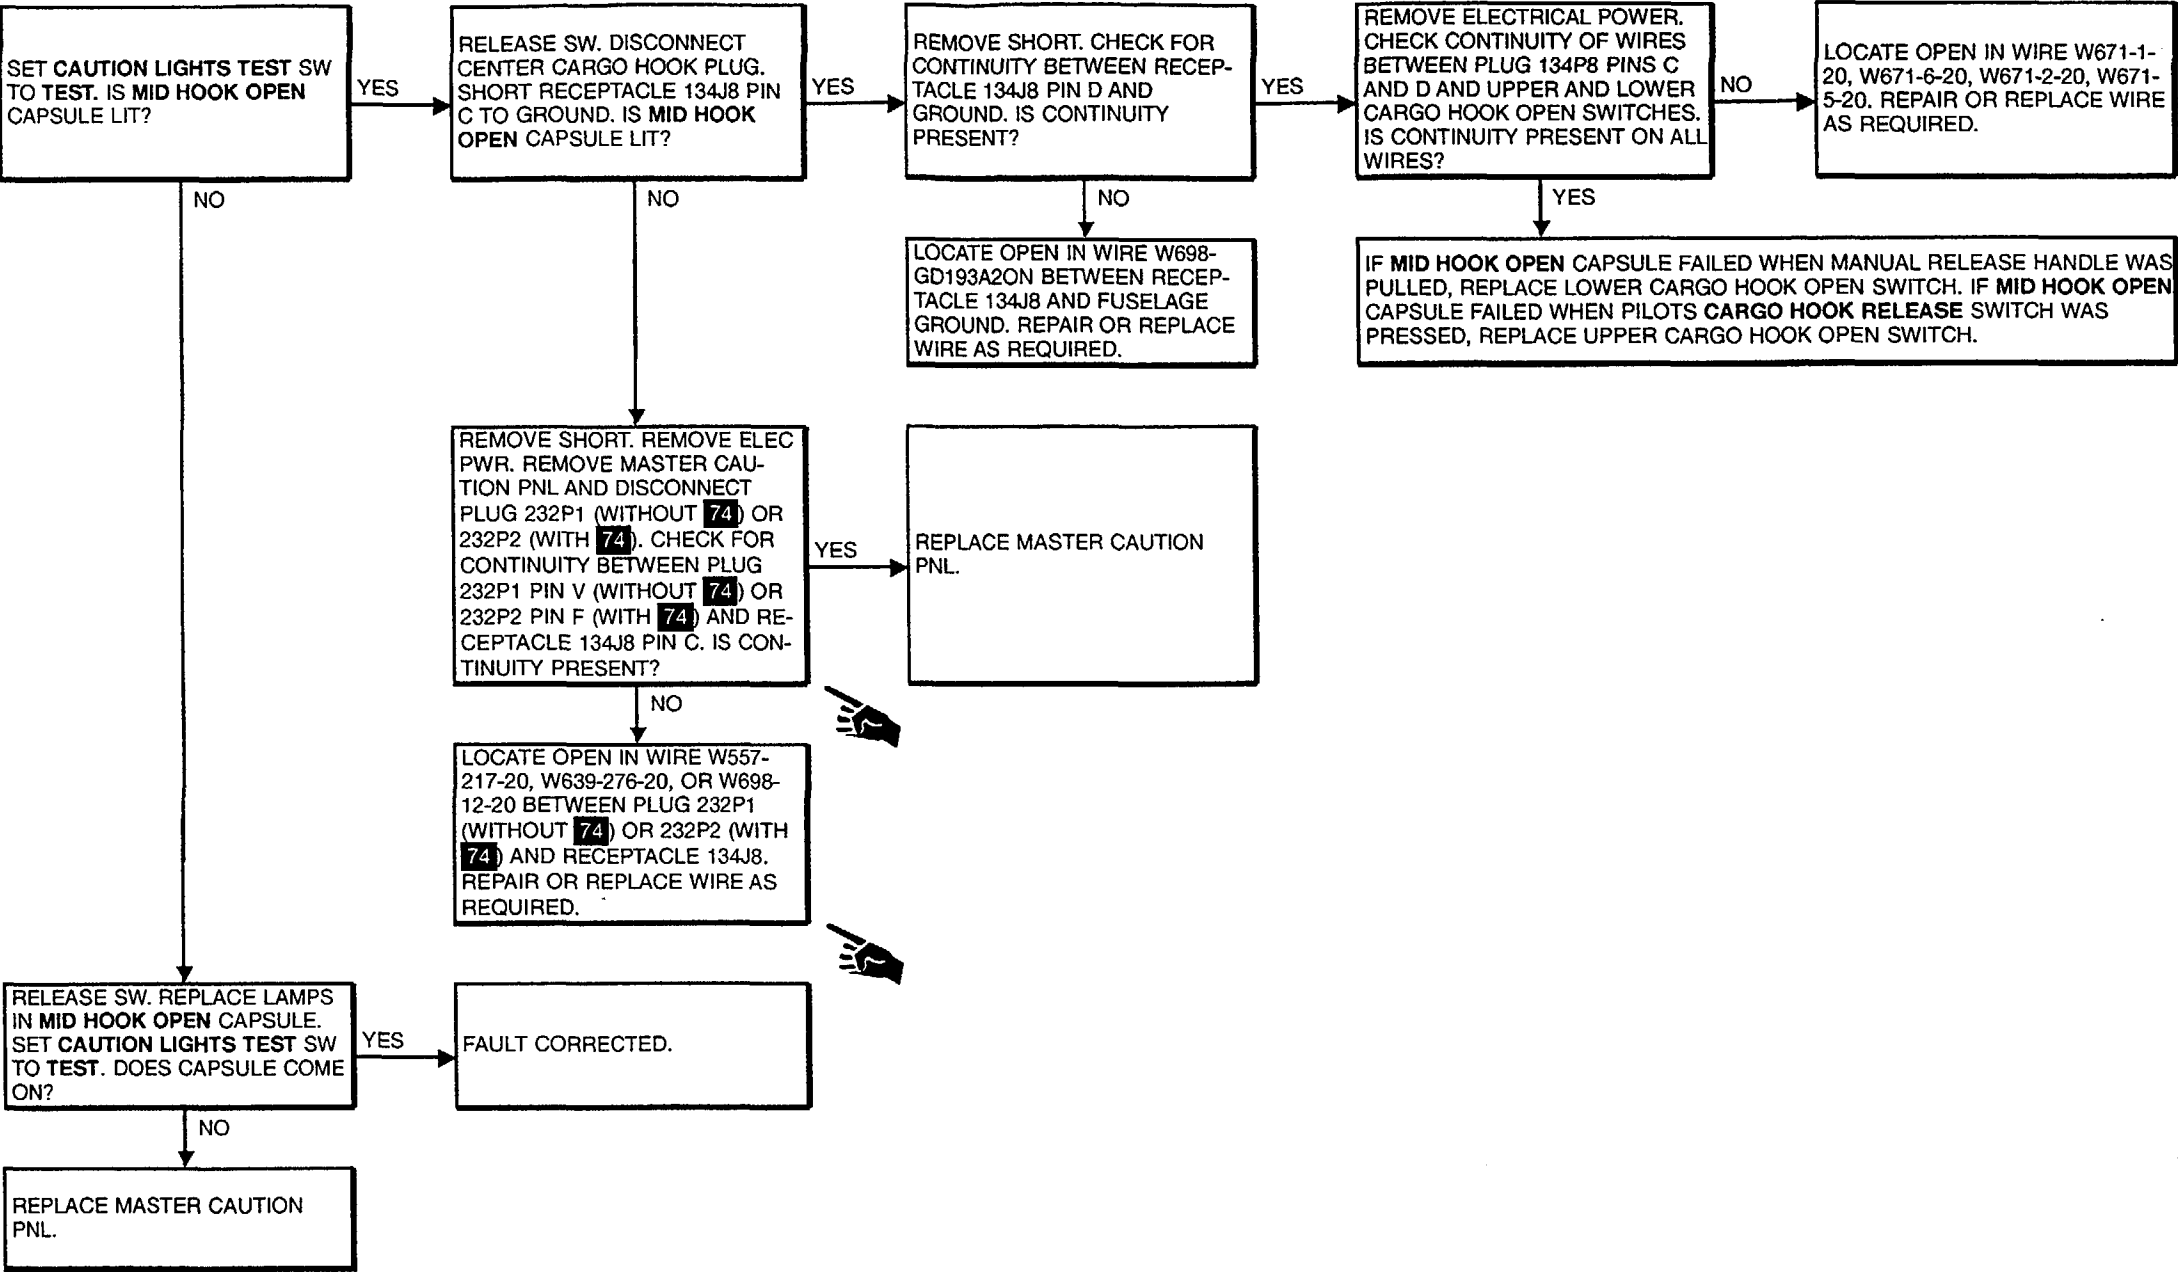 SET CAUTION LIGHTS TEST SW
TO TEST. IS MID HOOK OPEN
CAPSULE LIT?
YES
RELEASE SW. DISCONNECT
CENTER CARGO HOOK PLUG.
SHORT RECEPTACLE 134J8 PIN
C TO GROUND. IS MID HOOK
OPEN CAPSULE LIT?
YES
REMOVE SHORT. CHECK FOR
CONTINUITY BETWEEN RECEP-
TACLE 134J8 PIN D AND
GROUND. IS CONTINUITY
PRESENT?
YES
REMOVE ELECTRICAL POWER.
CHECK CONTINUITY OF WIRES
BETWEEN PLUG 134P8 PINS C
AND D AND UPPER AND LOWER
CARGO HOOK OPEN SWITCHES.
IS CONTINUITY PRESENT ON ALL
WIRES?
NO
LOCATE OPEN IN WIRE W671-1-
20, W671-6-20, W671-2-20, W671-
5-20. REPAIR OR REPLACE WIRE
AS REQUIRED.
NO
NO
NO
YES
LOCATE OPEN IN WIRE W698-
GD193A2ON BETWEEN RECEP-
TACLE 134J8 AND FUSELAGE
GROUND. REPAIR OR REPLACE
WIRE AS REQUIRED.
IF MID HOOK OPEN CAPSULE FAILED WHEN MANUAL RELEASE HANDLE WAS
PULLED, REPLACE LOWER CARGO HOOK OPEN SWITCH. IF MID HOOK OPEN
CAPSULE FAILED WHEN PILOTS CARGO HOOK RELEASE SWITCH WAS
PRESSED, REPLACE UPPER CARGO HOOK OPEN SWITCH.
REMOVE SHORT. REMOVE ELEC
PWR. REMOVE MASTER CAU-
TION PNL AND DISCONNECT
PLUG 232P1 (WITHOUT 74) OR
232P2 (WITH 74). CHECK FOR
CONTINUITY BETWEEN PLUG
232P1 PIN V (WITHOUT 74) OR
232P2 PIN F (WITH 74) AND RE-
CEPTACLE 134J8 PIN C. IS CON-
TINUITY PRESENT?
YES
REPLACE MASTER CAUTION
PNL.
NO
LOCATE OPEN IN WIRE W557-
217-20, W639-276-20, OR W698-
12-20 BETWEEN PLUG 232P1
(WITHOUT 74) OR 232P2 (WITH
74) AND RECEPTACLE 134J8.
REPAIR OR REPLACE WIRE AS
REQUIRED.
RELEASE SW. REPLACE LAMPS
IN MID HOOK OPEN CAPSULE.
SET CAUTION LIGHTS TEST SW
TO TEST. DOES CAPSULE COME
ON?
YES
FAULT CORRECTED.
NO
REPLACE MASTER CAUTION
PNL.